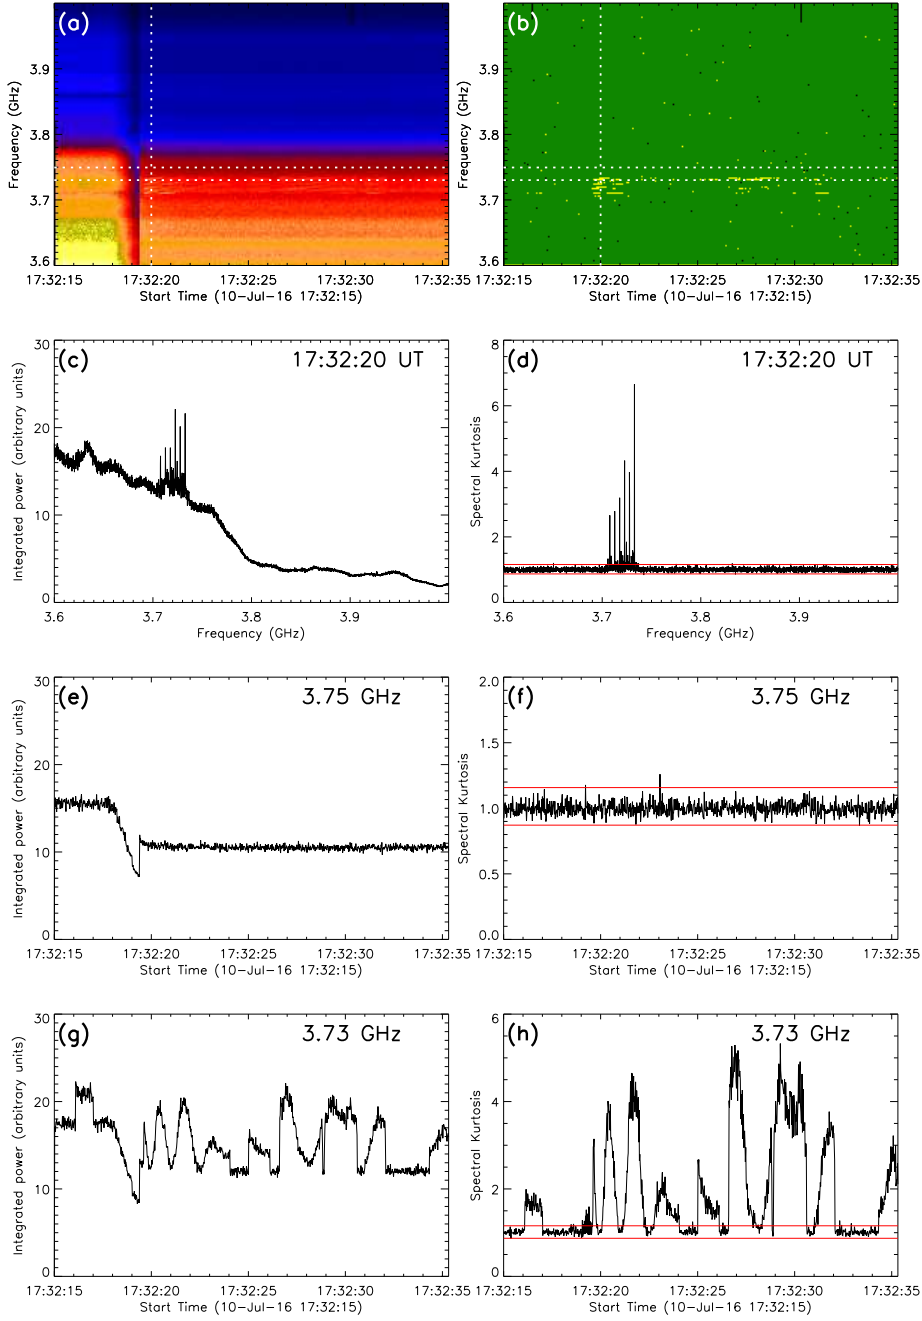 (a)
3.9
3.8
3.7
3.6
Frequency (GHz)
17:32:15 17:32:20 17:32:25 17:32:30 17:32:35
Start Time (10-Jul-16 17:32:15)
(b)
3.9
3.8
3.7
3.6
Frequency (GHz)
17:32:15 17:32:20 17:32:25 17:32:30 17:32:35
Start Time (10-Jul-16 17:32:15)
(c) 17:32:20 UT
30
20
10
0
Integrated power (arbitrary units)
3.6 3.7 3.8 3.9
Frequency (GHz)
(d) 17:32:20 UT
8
6
4
2
0
Spectral Kurtosis
3.6 3.7 3.8 3.9
Frequency (GHz)
(e) 3.75 GHz
30
20
10
0
Integrated power (arbitrary units)
17:32:15 17:32:20 17:32:25 17:32:30 17:32:35
Start Time (10-Jul-16 17:32:15)
(f) 3.75 GHz
2.0
1.5
1.0
0.5
0.0
Spectral Kurtosis
17:32:15 17:32:20 17:32:25 17:32:30 17:32:35
Start Time (10-Jul-16 17:32:15)
(g) 3.73 GHz
30
20
10
0
Integrated power (arbitrary units)
17:32:15 17:32:20 17:32:25 17:32:30 17:32:35
Start Time (10-Jul-16 17:32:15)
(h) 3.73 GHz
6
4
2
0
Spectral Kurtosis
17:32:15 17:32:20 17:32:25 17:32:30 17:32:35
Start Time (10-Jul-16 17:32:15)